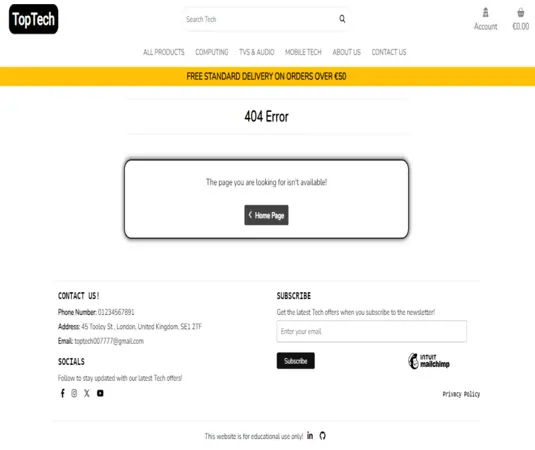 TopTech
Search Tech
Account
€0.00
ALL PRODUCTS COMPUTING TVS & AUDIO MOBILE TECH ABOUT US CONTACT US
FREE STANDARD DELIVERY ON ORDERS OVER €50
404 Error
The page you are looking for isn't available!
Home Page
CONTACT US!
Phone Number: 01234567891
Address: 45 Tooley St , London, United Kingdom, SE1 2TF
Email: toptech007777@gmail.com
SOCIALS
Follow to stay updated with our latest Tech offers!
SUBSCRIBE
Get the latest Tech offers when you subscribe to the newsletter!
Enter your email
Subscribe
INTUIT
mailchimp
Privacy Policy
This website is for educational use only!